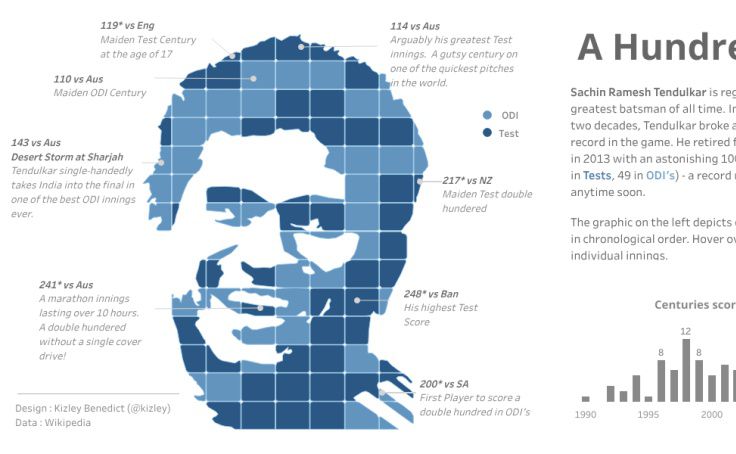 119* vs Eng
Maiden Test Century
at the age of 17
114 vs Aus
Arguably his greatest Test
innings. A gutsy century on
one of the quickest pitches
in the world.
110 vs Aus
Maiden ODI Century
ODI
Test
143 vs Aus
Desert Storm at Sharjah
Tendulkar single-handedly
takes India into the final in
one of the best ODI innings
ever.
217* vs NZ
Maiden Test double
hundered
241* vs Aus
A marathon innings
lasting over 10 hours.
A double hundered
without a single cover
drive!
248* vs Ban
His highest Test
Score
200* vs SA
First Player to score a
double hundred in ODI's
Design : Kizley Benedict (@kizley)
Data : Wikipedia
A Hundre
Sachin Ramesh Tendulkar is reg
greatest batsman of all time. In
two decades, Tendulkar broke a
record in the game. He retired f
in 2013 with an astonishing 100
in Tests, 49 in ODI's) - a record
anytime soon.
The graphic on the left depicts
in chronological order. Hover ov
individual innings.
Centuries scor
12
8
8
1990
1995
2000